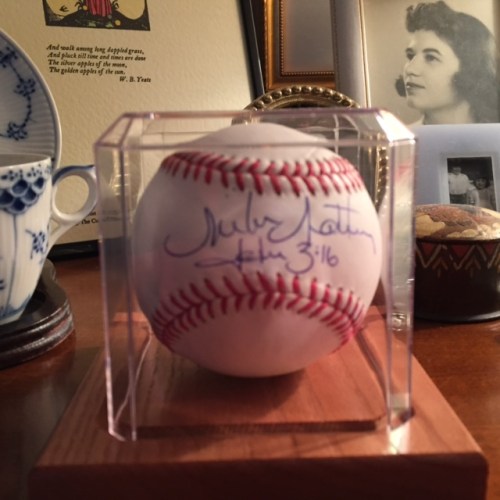 And walk among long dappled grass,
And pluck till time and times are done
The silver apples of the moon,
The golden apples of the sun.
W. B. Yeats
John 3:16